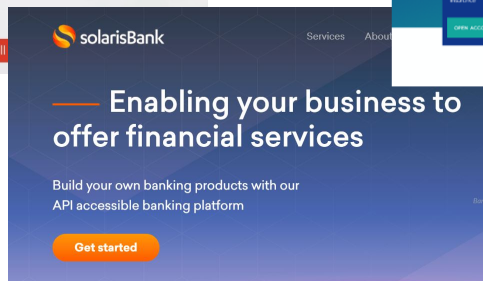 solarisBank
Services About
OPEN ACC
— Enabling your business to
offer financial services
Build your own banking products with our
API accessible banking platform
Get started